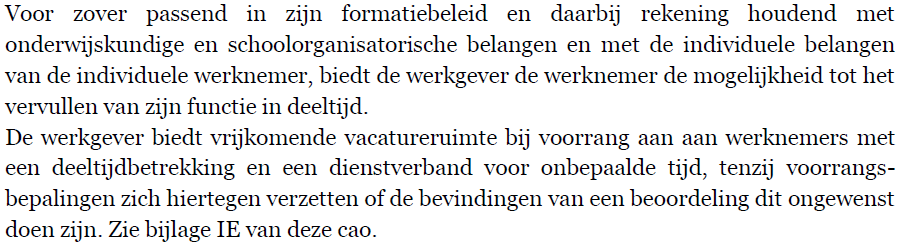 Voor zover passend in zijn formatiebeleid en daarbij rekening houdend met
onderwijskundige en schoolorganisatorische belangen en met de individuele belangen
van de individuele werknemer, biedt de werkgever de werknemer de mogelijkheid tot het
vervullen van zijn functie in deeltijd.
De werkgever biedt vrijkomende vacatureruimte bij voorrang aan aan werknemers met
een deeltijdbetrekking en een dienstverband voor onbepaalde tijd, tenzij voorrangs-
bepalingen zich hiertegen verzetten of de bevindingen van een beoordeling dit ongewenst
doen zijn. Zie bijlage IE van deze cao.